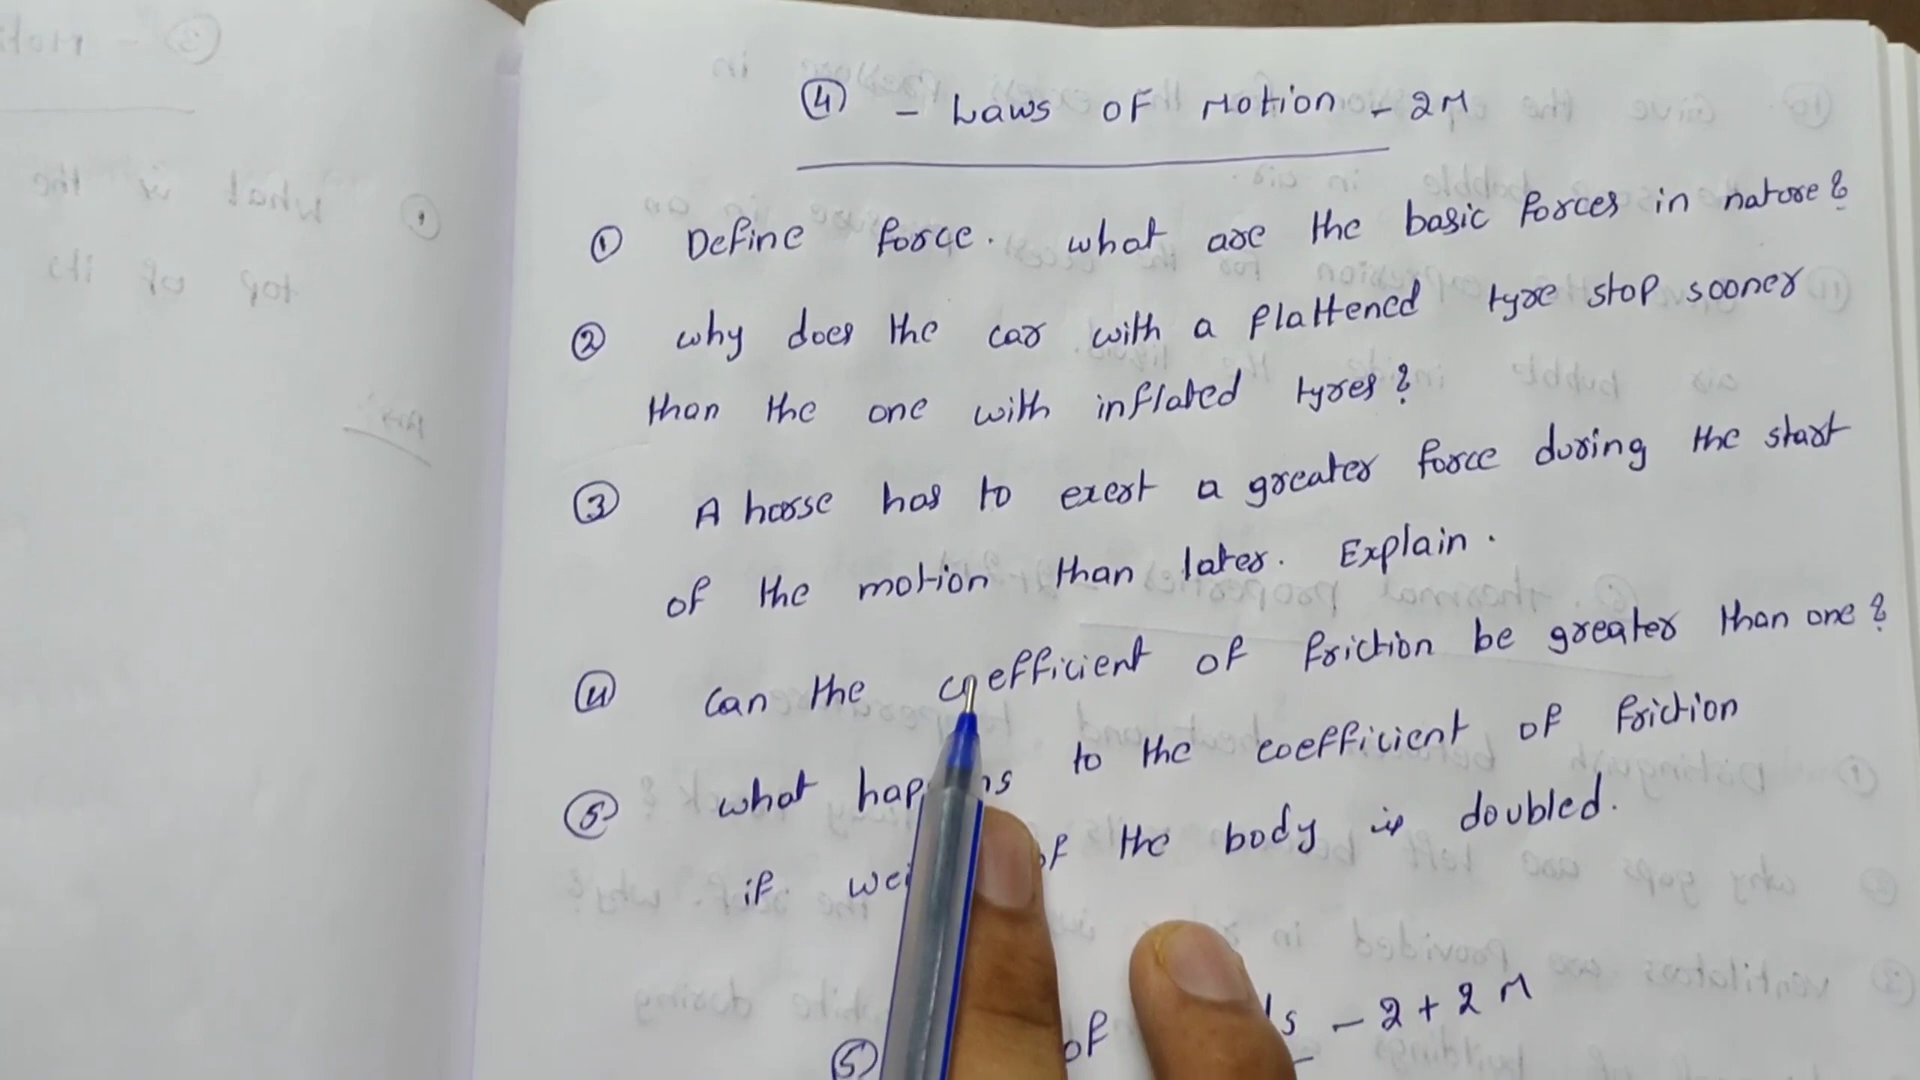 ④ - Laws of Motion - 2M
① Define force. what are the basic forces in nature?
② why does the car with a flattened tyre stop sooner
than the one with inflated tyres?
③ A horse has to exert a greater force during the start
of the motion than later. Explain.
④ can the coefficient of friction be greater than one?
⑤ what to the coefficient of friction
if of the body is doubled.
⑤ of - 2+2M